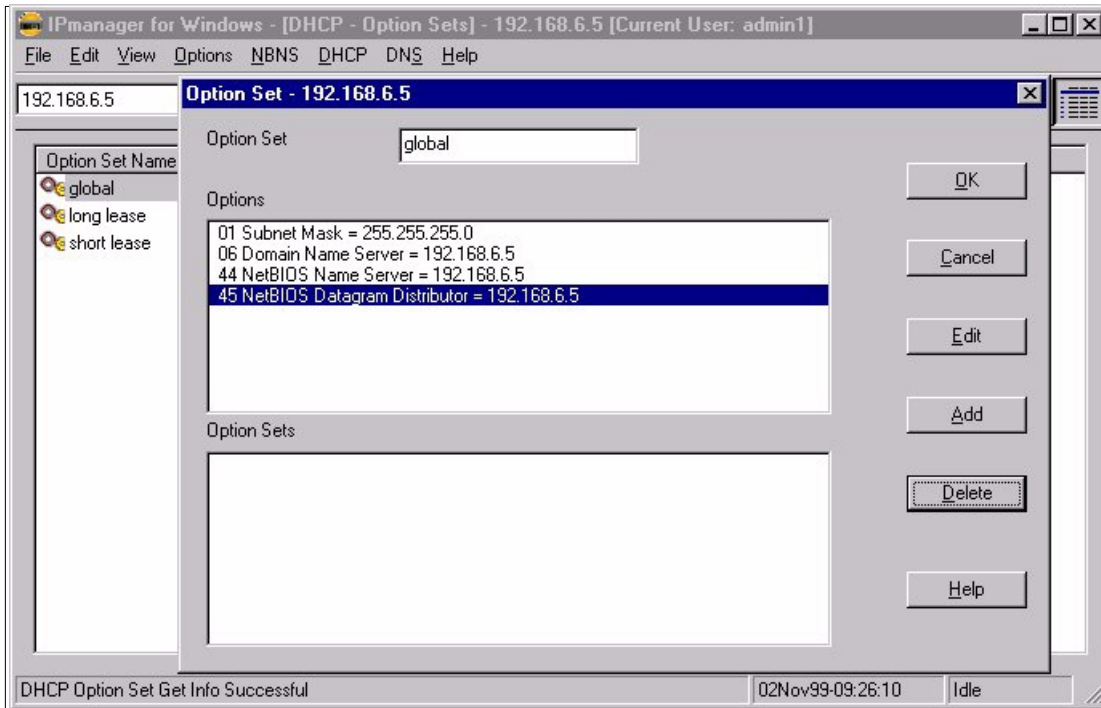 IPmanager for Windows - [DHCP - Option Sets] - 192.168.6.5 [Current User: admin1]
File Edit View Options NBNS DHCP DNS Help
192.168.6.5
Option Set - 192.168.6.5
Option Set
global
Option Set Name
global
long lease
short lease
Options
01 Subnet Mask = 255.255.255.0
06 Domain Name Server = 192.168.6.5
44 NetBIOS Name Server = 192.168.6.5
45 NetBIOS Datagram Distributor = 192.168.6.5
Option Sets
OK
Cancel
Edit
Add
Delete
Help
DHCP Option Set Get Info Successful
02Nov99-09:26:10
Idle